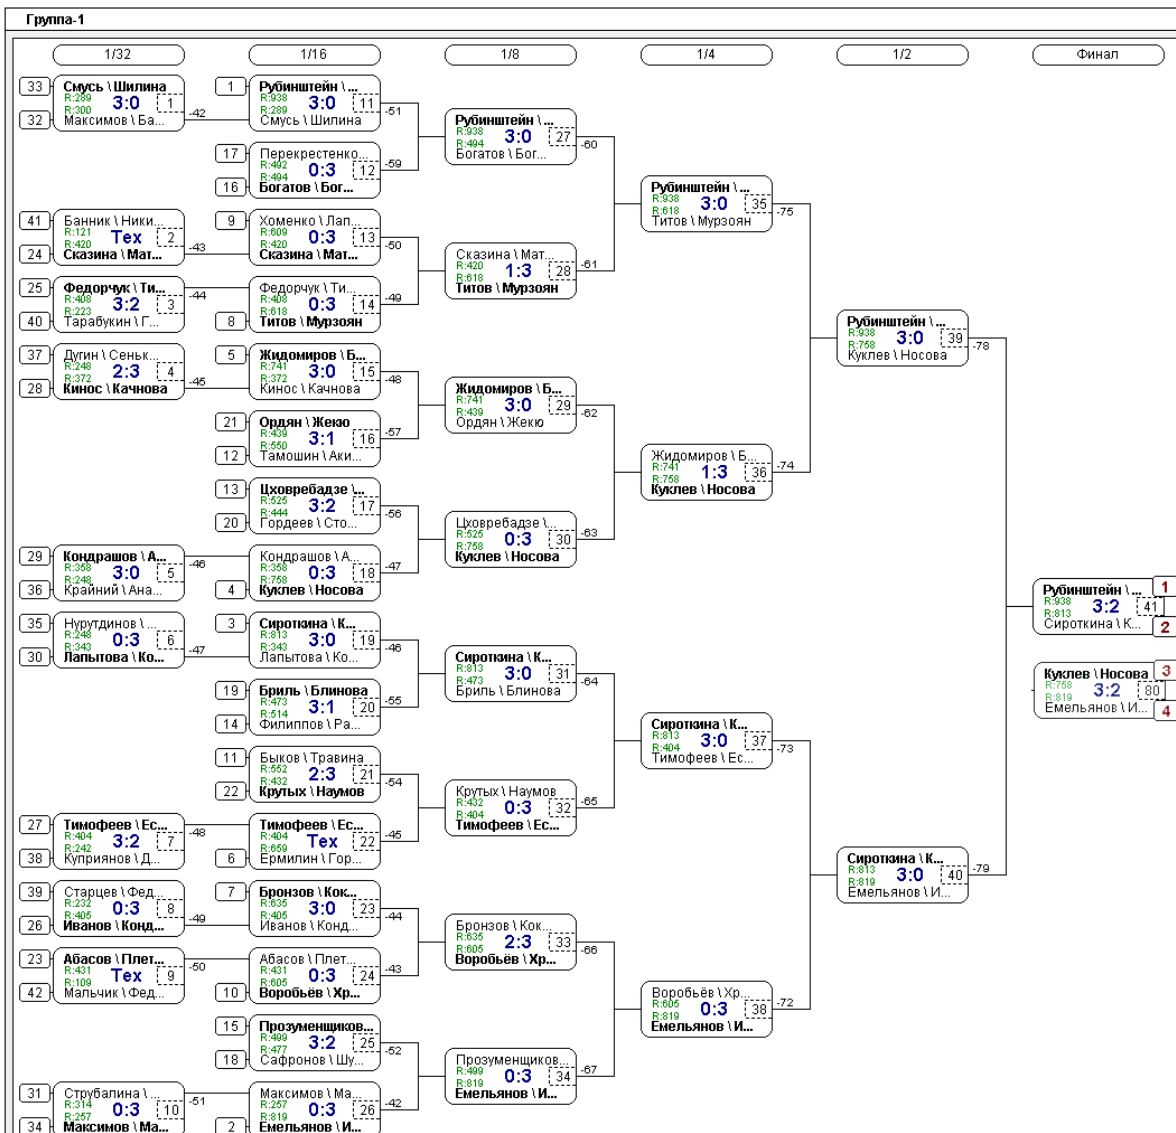 Группа-1
1/32
1/16
1/8
1/4
1/2
Финал
33 Смусь \ Шилина
R:289
R:300
3:0 1
32 Максимов \ Ба...
-42
41 Банник \ Ники...
R:121
R:420
Тех 2
24 Сказина \ Мат...
-43
25 Федорчук \ Ти...
R:408
R:223
3:2 3
40 Тарабукин \ Г...
-44
37 Дугин \ Сеньк...
R:248
R:372
2:3 4
28 Кинос \ Качнова
-45
29 Кондрашов \ А...
R:358
R:248
3:0 5
36 Крайний \ Ана...
-46
35 Нурутдинов \ ...
R:248
R:343
0:3 6
30 Лапытова \ Ко...
-47
27 Тимофеев \ Ес...
R:404
R:242
3:2 7
38 Куприянов \ Д...
-48
39 Старцев \ Фед...
R:232
R:405
0:3 8
26 Иванов \ Конд...
-49
23 Абасов \ Плет...
R:431
R:109
Тех 9
42 Мальчик \ Фед...
-50
31 Струбалина \ ...
R:314
R:257
0:3 10
34 Максимов \ Ма...
-51
1 Рубинштейн \ ...
R:938
R:289
3:0 11
Смусь \ Шилина
-51
17 Перекрестенко...
R:492
R:494
0:3 12
16 Богатов \ Бог...
-59
9 Хоменко \ Лап...
R:609
R:420
0:3 13
Сказина \ Мат...
-50
Федорчук \ Ти...
R:408
R:618
0:3 14
8 Титов \ Мурзоян
-49
5 Жидомиров \ Б...
R:741
R:372
3:0 15
Кинос \ Качнова
-48
21 Ордян \ Жекю
R:439
R:550
3:1 16
12 Тамошин \ Аки...
-57
13 Цховребадзе \...
R:525
R:444
3:2 17
20 Гордеев \ Сто...
-56
Кондрашов \ А...
R:358
R:758
0:3 18
4 Куклев \ Носова
-47
3 Сироткина \ К...
R:813
R:343
3:0 19
Лапытова \ Ко...
-46
19 Бриль \ Блинова
R:473
R:514
3:1 20
14 Филиппов \ Ра...
-55
11 Быков \ Травина
R:552
R:432
2:3 21
22 Крутых \ Наумов
-54
Тимофеев \ Ес...
R:404
R:659
Тех 22
6 Ермилин \ Гор...
-45
7 Бронзов \ Кок...
R:635
R:405
3:0 23
Иванов \ Конд...
-44
Абасов \ Плет...
R:431
R:605
0:3 24
10 Воробьёв \ Хр...
-43
15 Прозуменщиков...
R:499
R:477
3:2 25
18 Сафронов \ Шу...
-52
Максимов \ Ма...
R:257
R:819
0:3 26
2 Емельянов \ И...
-42
Рубинштейн \ ...
R:938
R:494
3:0 27
Богатов \ Бог...
-60
Сказина \ Мат...
R:420
R:618
1:3 28
Титов \ Мурзоян
-61
Жидомиров \ Б...
R:741
R:439
3:0 29
Ордян \ Жекю
-62
Цховребадзе \...
R:525
R:758
0:3 30
Куклев \ Носова
-63
Сироткина \ К...
R:813
R:473
3:0 31
Бриль \ Блинова
-64
Крутых \ Наумов
R:432
R:404
0:3 32
Тимофеев \ Ес...
-65
Бронзов \ Кок...
R:635
R:605
2:3 33
Воробьёв \ Хр...
-66
Прозуменщиков...
R:499
R:819
0:3 34
Емельянов \ И...
-67
Рубинштейн \ ...
R:938
R:618
3:0 35
Титов \ Мурзоян
-75
Жидомиров \ Б...
R:741
R:758
1:3 36
Куклев \ Носова
-74
Сироткина \ К...
R:813
R:404
3:0 37
Тимофеев \ Ес...
-73
Воробьёв \ Хр...
R:605
R:819
0:3 38
Емельянов \ И...
-72
Рубинштейн \ ...
R:938
R:758
3:0 39
Куклев \ Носова
-78
Сироткина \ К...
R:813
R:819
3:0 40
Емельянов \ И...
-79
Рубинштейн \ ... 1
R:938
R:813
3:2 41
Сироткина \ К... 2
Куклев \ Носова 3
R:758
R:819
3:2 80
Емельянов \ И... 4